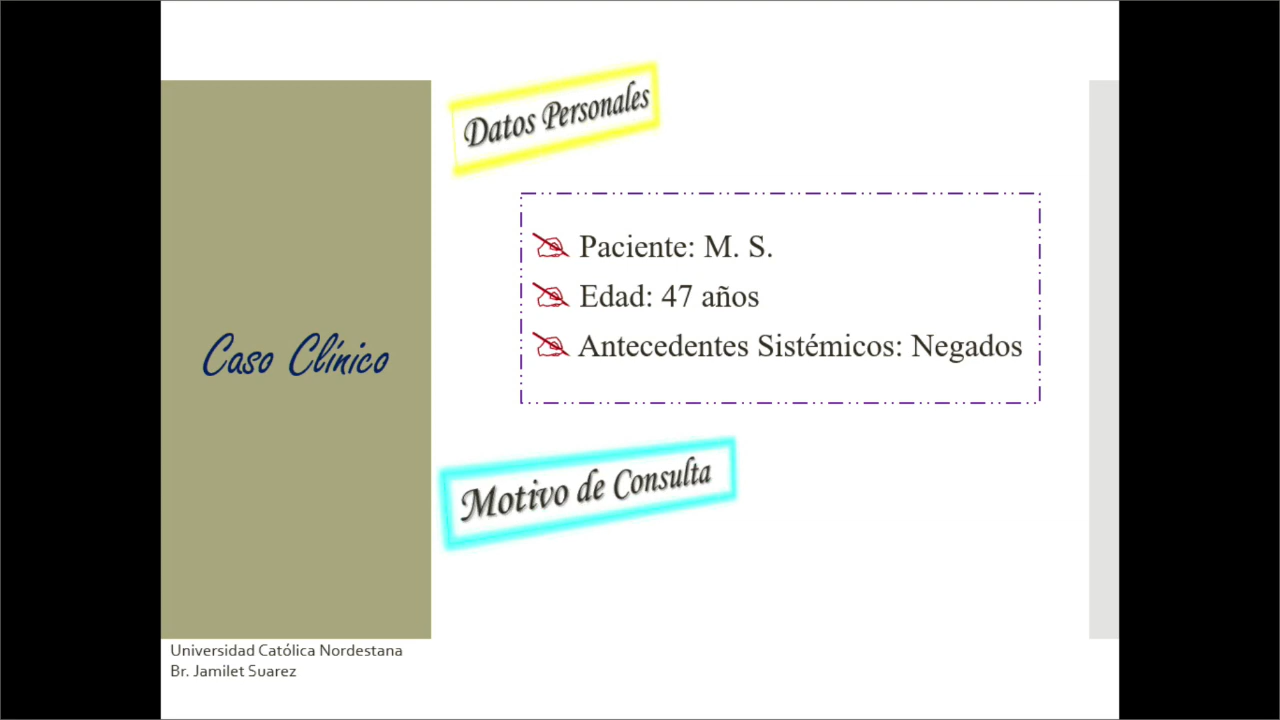 Datos Personales
Paciente: M. S.
Edad: 47 años
Antecedentes Sistémicos: Negados
Caso Clínico
Motivo de Consulta
Universidad Católica Nordestana
Br. Jamilet Suarez